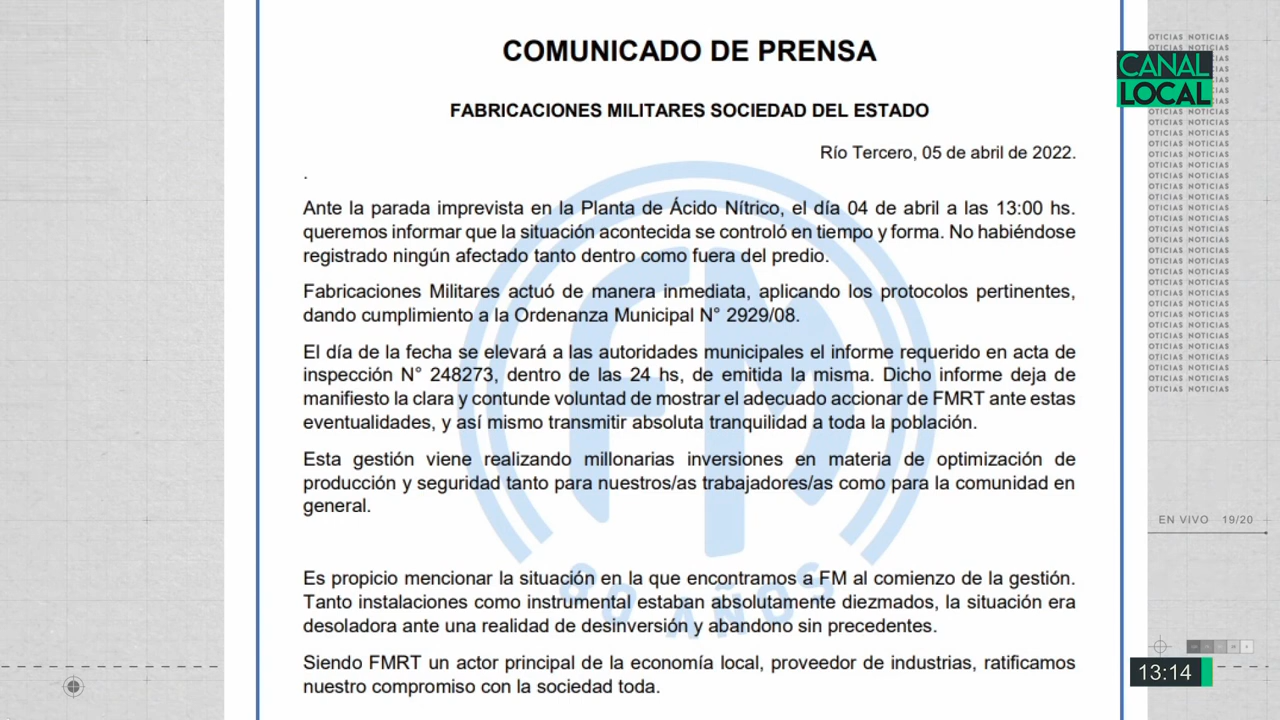 COMUNICADO DE PRENSA
FABRICACIONES MILITARES SOCIEDAD DEL ESTADO
Río Tercero, 05 de abril de 2022.
.
Ante la parada imprevista en la Planta de Ácido Nítrico, el día 04 de abril a las 13:00 hs.
queremos informar que la situación acontecida se controló en tiempo y forma. No habiéndose
registrado ningún afectado tanto dentro como fuera del predio.
Fabricaciones Militares actuó de manera inmediata, aplicando los protocolos pertinentes,
dando cumplimiento a la Ordenanza Municipal N° 2929/08.
El día de la fecha se elevará a las autoridades municipales el informe requerido en acta de
inspección N° 248273, dentro de las 24 hs, de emitida la misma. Dicho informe deja de
manifiesto la clara y contunde voluntad de mostrar el adecuado accionar de FMRT ante estas
eventualidades, y así mismo transmitir absoluta tranquilidad a toda la población.
Esta gestión viene realizando millonarias inversiones en materia de optimización de
producción y seguridad tanto para nuestros/as trabajadores/as como para la comunidad en
general.
Es propicio mencionar la situación en la que encontramos a FM al comienzo de la gestión.
Tanto instalaciones como instrumental estaban absolutamente diezmados, la situación era
desoladora ante una realidad de desinversión y abandono sin precedentes.
Siendo FMRT un actor principal de la economía local, proveedor de industrias, ratificamos
nuestro compromiso con la sociedad toda.
FM
80 AÑOS
CANAL
LOCAL
OTICIAS NOTICIAS
OTICIAS NOTICIAS
EN VIVO 19/20
13:14